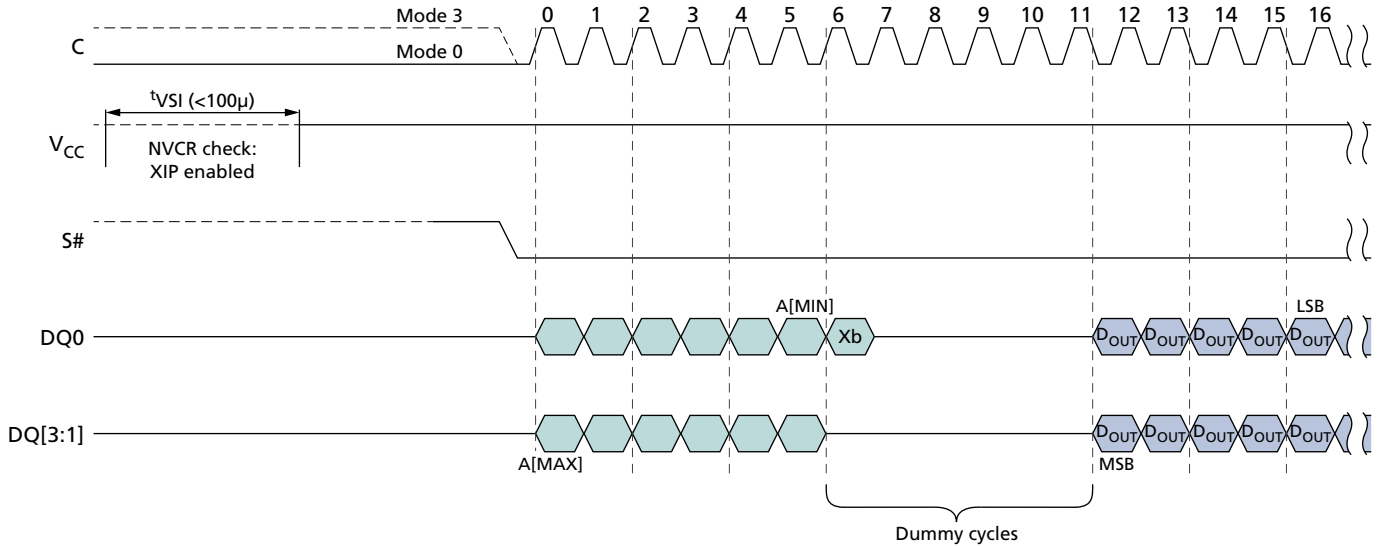 Mode 3
0 1 2 3 4 5 6 7 8 9 10 11 12 13 14 15 16
C
Mode 0
tVSI (<100µ)
VCC
NVCR check:
XIP enabled
S#
A[MIN]
LSB
DQ0
Xb
DOUT DOUT DOUT DOUT DOUT
DQ[3:1]
DOUT DOUT DOUT DOUT DOUT
A[MAX]
MSB
Dummy cycles